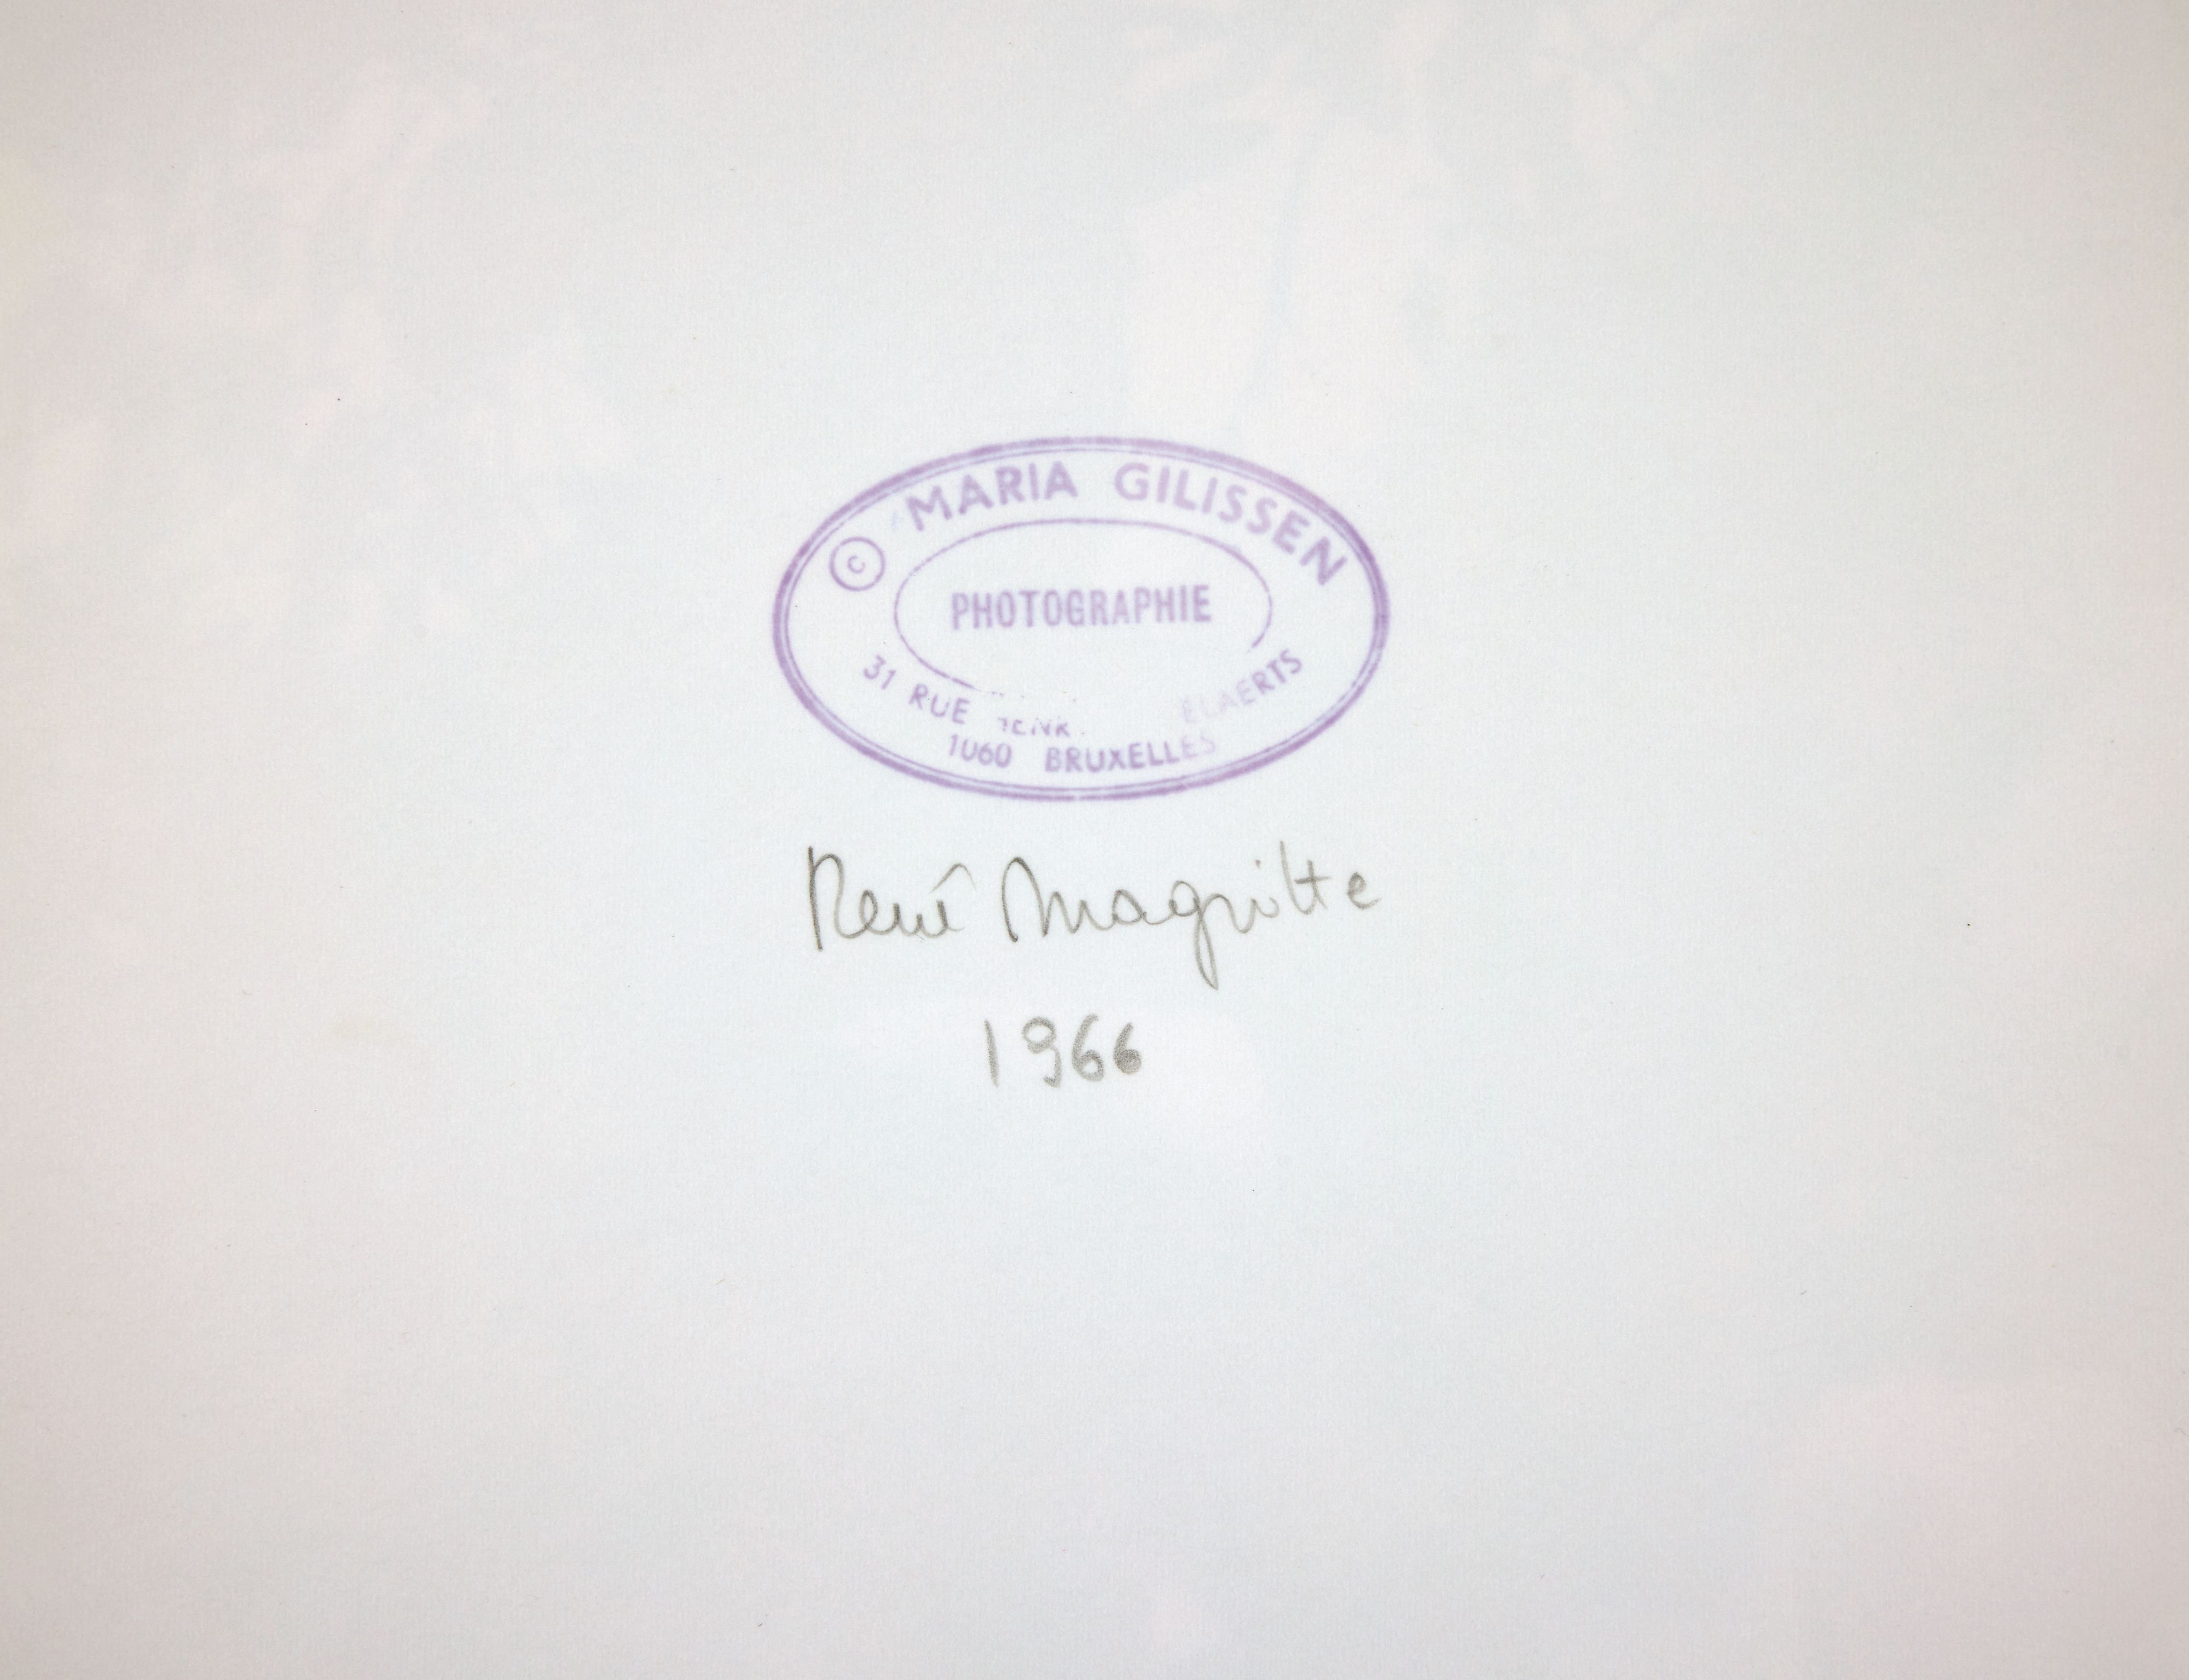 © MARIA GILISSEN
PHOTOGRAPHIE
31 RUE
1060 BRUXELLES
René Magritte
1966